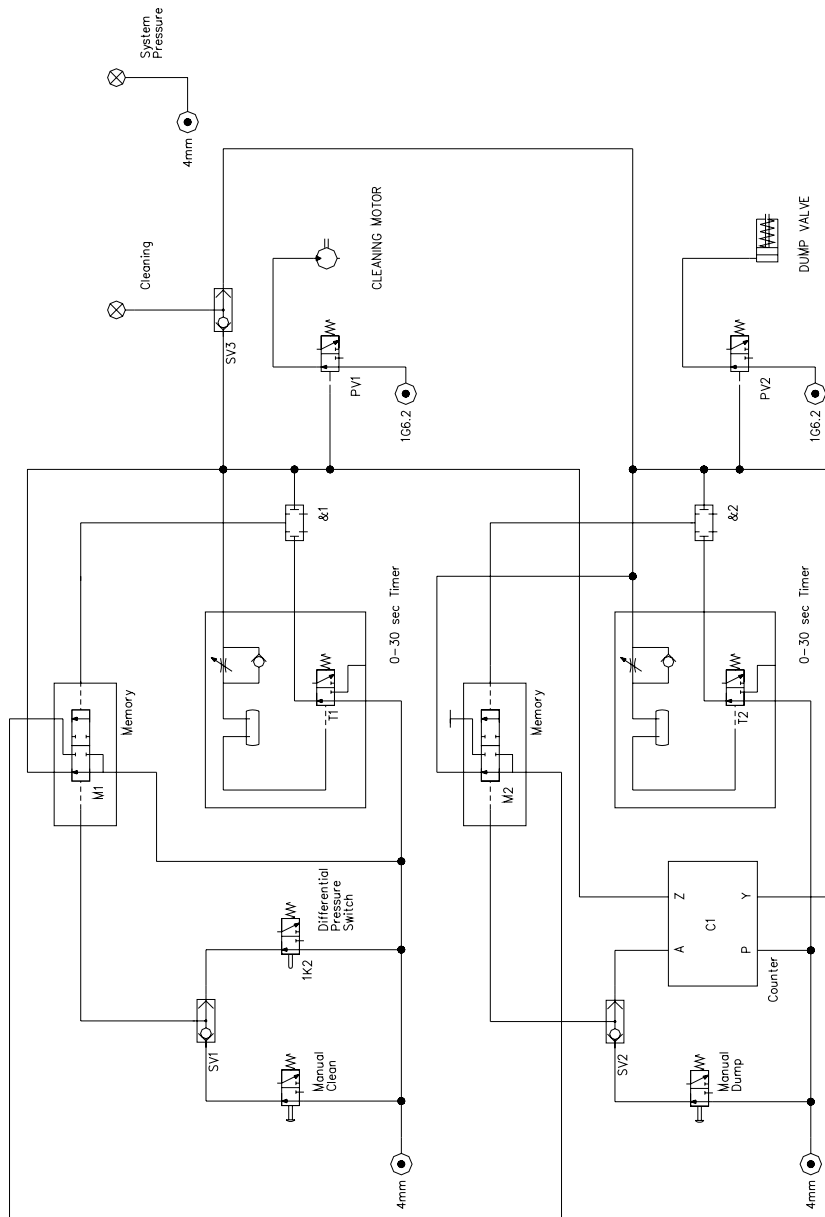 System
Pressure
4mm
Cleaning
SV3
CLEANING MOTOR
PV1
1G6.2
DUMP VALVE
PV2
1G6.2
&1
&2
0-30 sec Timer
T1
0-30 sec Timer
T2
Memory
M1
Memory
M2
Differential
Pressure
Switch
1K2
SV1
Manual
Clean
4mm
Z
Y
C1
A
P
Counter
SV2
Manual
Dump
4mm